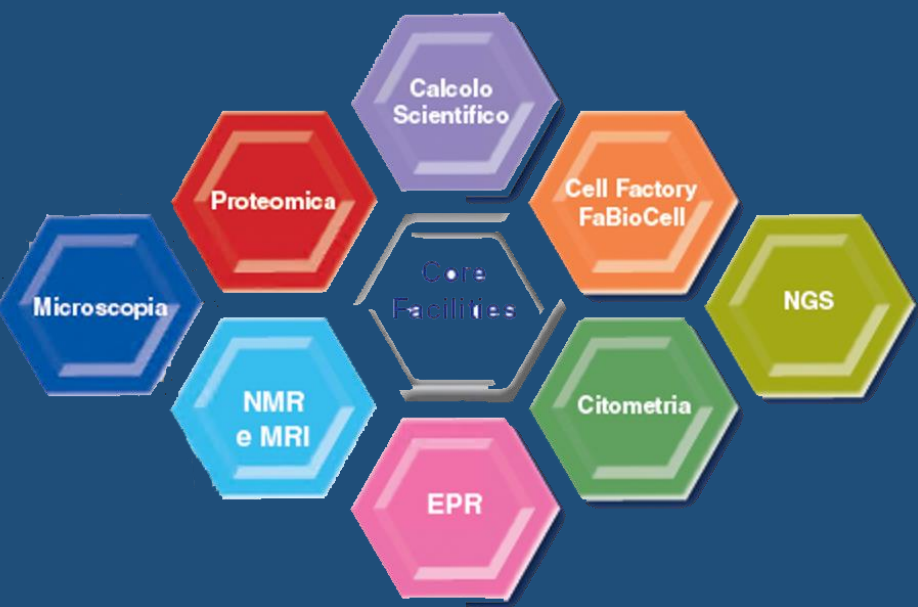 Calcolo
Scientifico
Proteomica
Cell Factory
FaBioCell
Microscopia
Core
Facilities
NGS
NMR
e MRI
Citometria
EPR